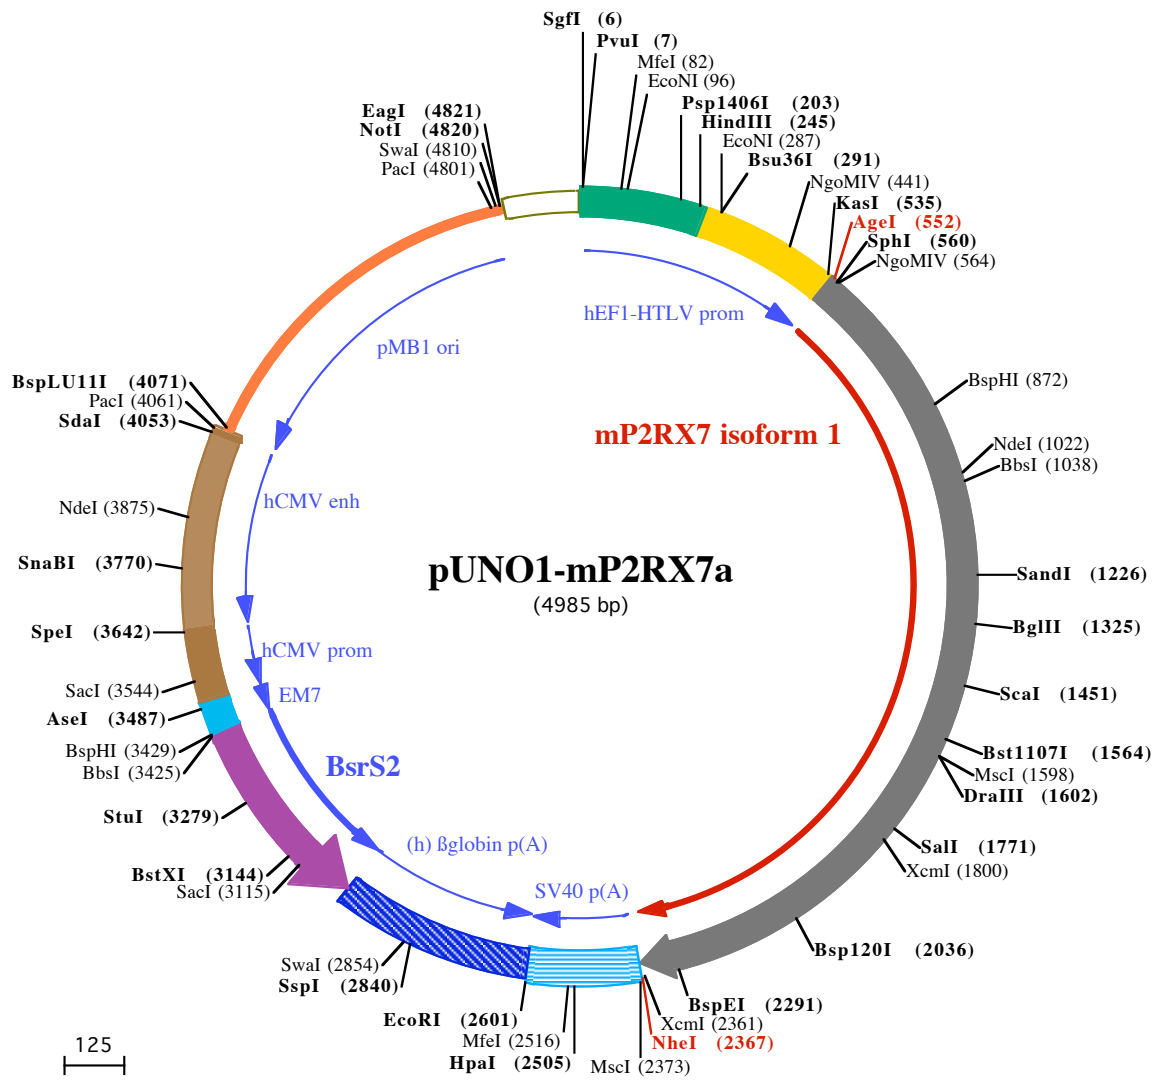 SgfI (6)
PvuI (7)
MfeI (82)
EcoNI (96)
Psp1406I (203)
HindIII (245)
EcoNI (287)
Bsu36I (291)
NgoMIV (441)
KasI (535)
AgeI (552)
SphI (560)
NgoMIV (564)
EagI (4821)
NotI (4820)
SwaI (4810)
PacI (4801)
hEF1-HTLV prom
pMB1 ori
BspHI (872)
BspLU11I (4071)
PacI (4061)
SdaI (4053)
mP2RX7 isoform 1
NdeI (1022)
BbsI (1038)
hCMV enh
NdeI (3875)
SnaBI (3770)
pUNO1-mP2RX7a
(4985 bp)
SandI (1226)
BglII (1325)
SpeI (3642)
hCMV prom
SacI (3544)
EM7
ScaI (1451)
AseI (3487)
BspHI (3429)
BbsI (3425)
BsrS2
Bst1107I (1564)
MscI (1598)
DraIII (1602)
StuI (3279)
(h) ßglobin p(A)
SalI (1771)
XcmI (1800)
BstXI (3144)
SacI (3115)
SV40 p(A)
Bsp120I (2036)
SwaI (2854)
SspI (2840)
BspEI (2291)
EcoRI (2601)
XcmI (2361)
MfeI (2516)
NheI (2367)
HpaI (2505)
MscI (2373)
125